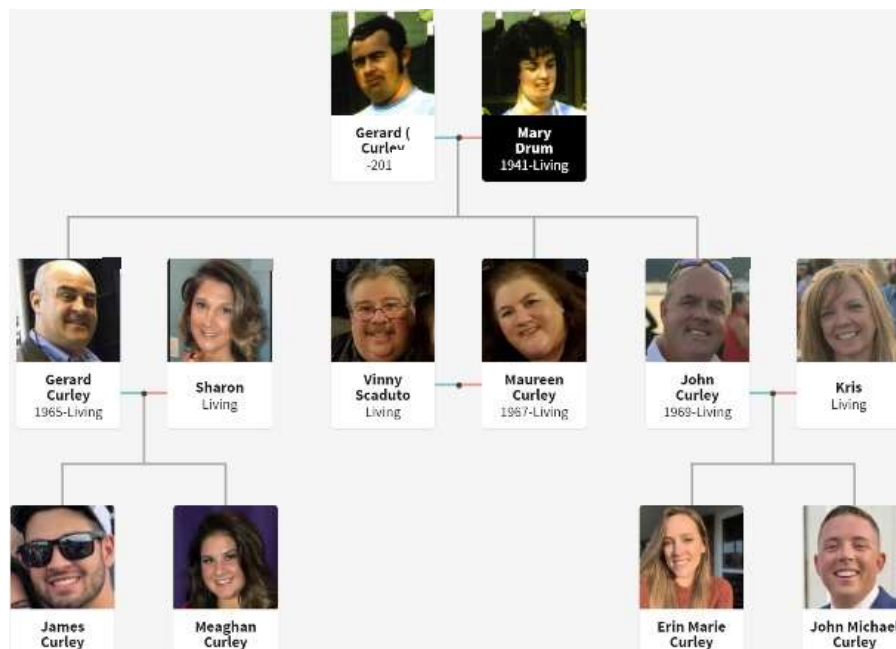 Gerard (
Curley
-201
Mary
Drum
1941-Living
Gerard
Curley
1965-Living
Sharon
Living
Vinny
Scaduto
Living
Maureen
Curley
1967-Living
John
Curley
1969-Living
Kris
Living
James
Curley
Meaghan
Curley
Erin Marie
Curley
John Michael
Curley